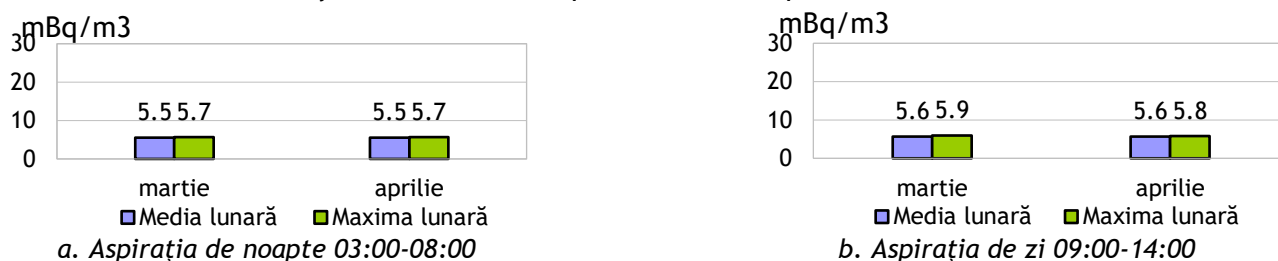 mBq/m3
30
20
10
0
5.5 5.7
5.5 5.7
martie
aprilie
Media lunară
Maxima lunară
a. Aspirația de noapte 03:00-08:00
mBq/m3
30
20
10
0
5.6 5.9
5.6 5.8
martie
aprilie
Media lunară
Maxima lunară
b. Aspirația de zi 09:00-14:00